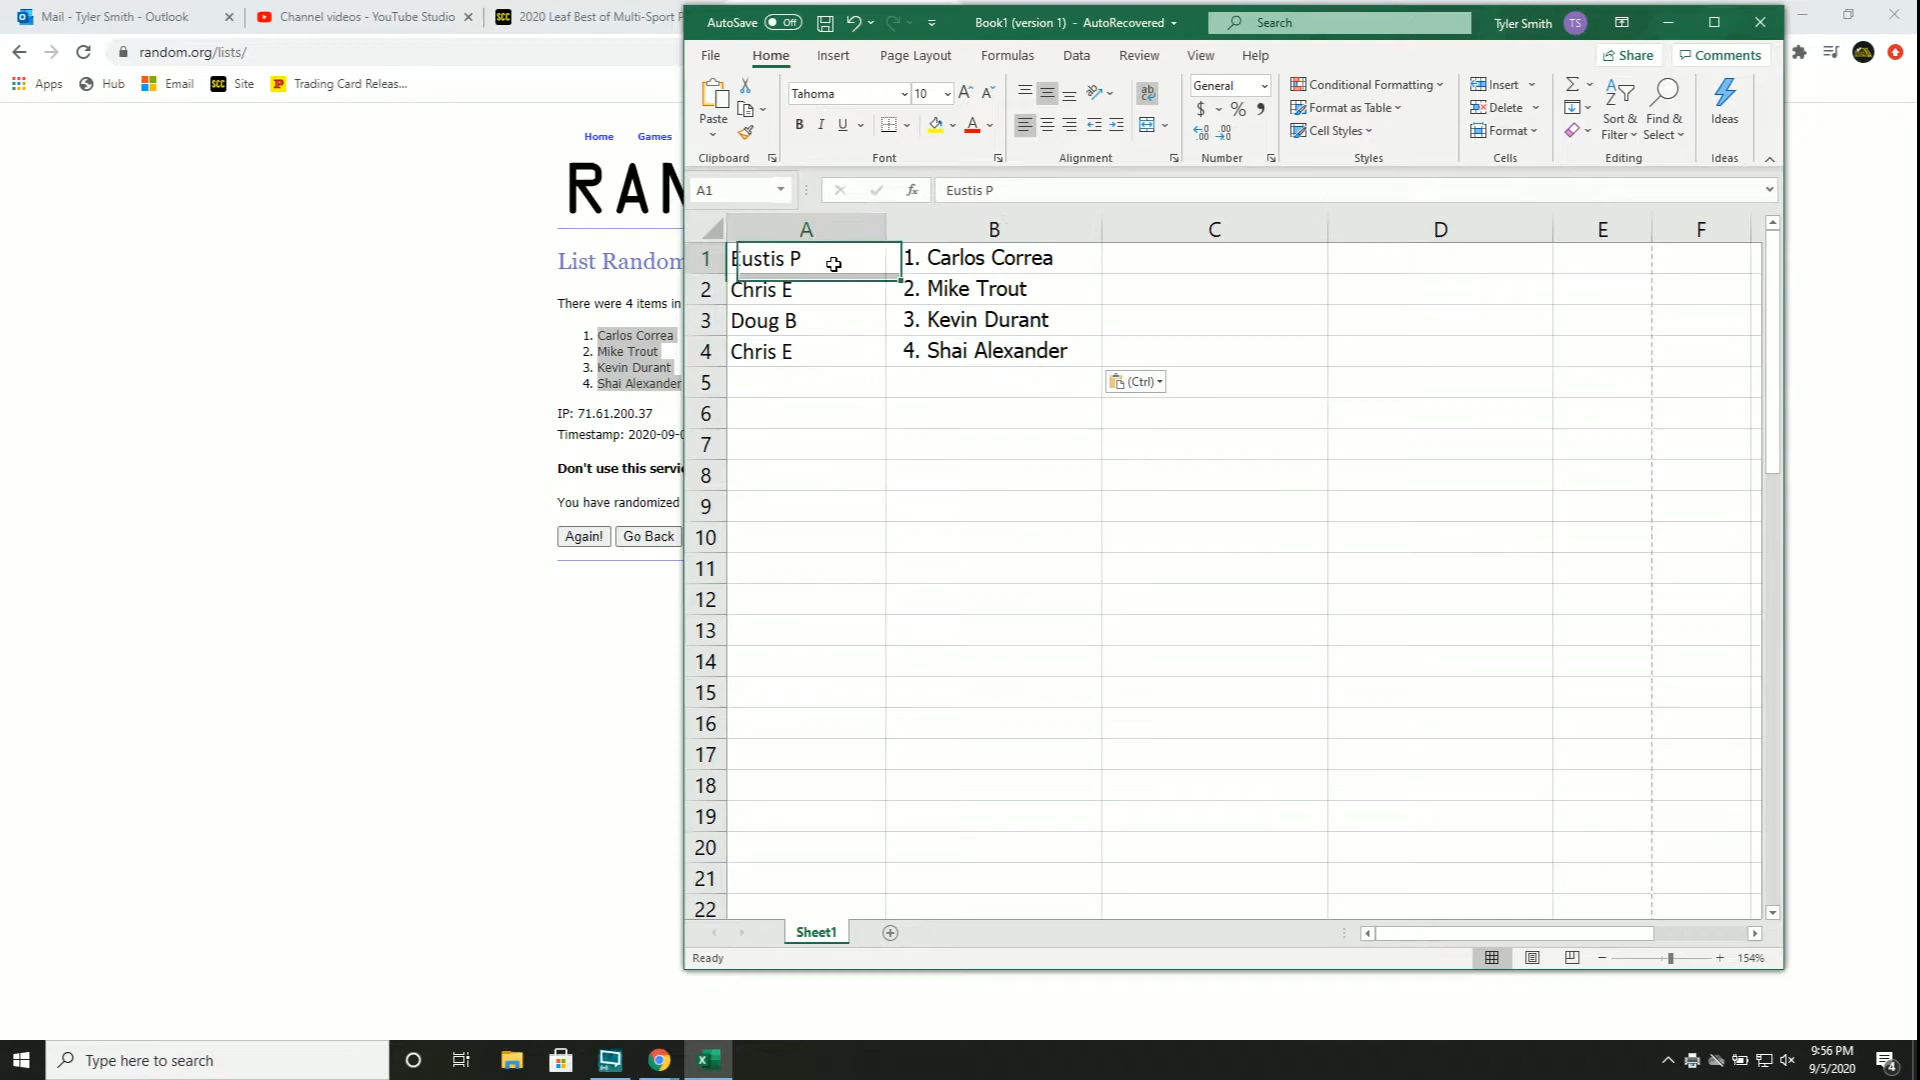 Mail - Tyler Smith - Outlook
Channel videos - YouTube Studio
SCC 2020 Leaf Best of Multi-Sport P
random.org/lists/
Apps Hub Email SCC Site Trading Card Releas...
Home Games
RAN
List Random
There were 4 items in
1. Carlos Correa
2. Mike Trout
3. Kevin Durant
4. Shai Alexander
IP: 71.61.200.37
Timestamp: 2020-09-0
Don't use this servi
You have randomized
Again! Go Back
AutoSave Off Book1 (version 1) - AutoRecovered Search Tyler Smith TS
File Home Insert Page Layout Formulas Data Review View Help Share Comments
Paste Tahoma 10 B I U General $ % Conditional Formatting Format as Table Cell Styles Insert Delete Format Sort & Filter Find & Select Ideas
Clipboard Font Alignment Number Styles Cells Editing Ideas
A1 fx Eustis P
A B C D E F
1 Eustis P 1. Carlos Correa
2 Chris E 2. Mike Trout
3 Doug B 3. Kevin Durant
4 Chris E 4. Shai Alexander
5 (Ctrl)
6
7
8
9
10
11
12
13
14
15
16
17
18
19
20
21
22
Sheet1
Ready 154%
Type here to search
9:56 PM
9/5/2020
4